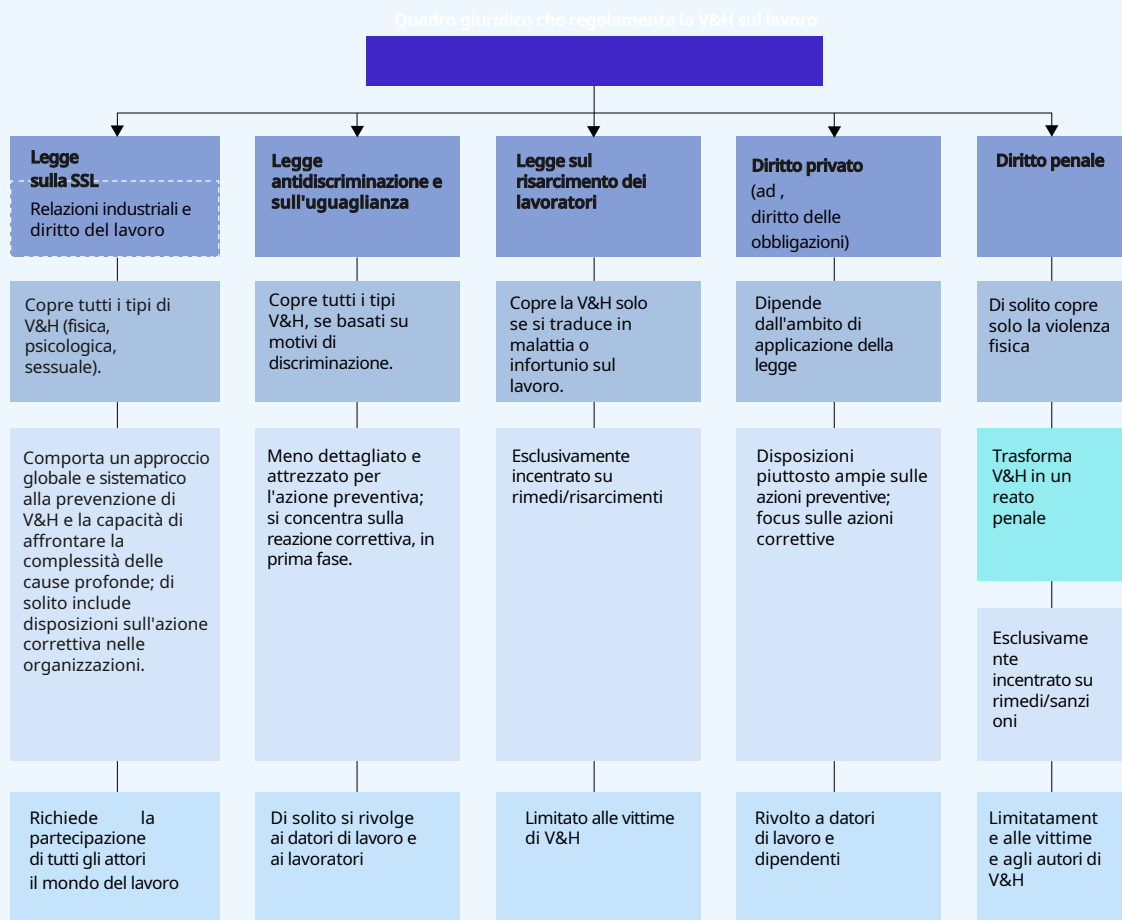 Quadro giuridico che regolamenta la V&H sul lavoro
Legge
sulla SSL
Relazioni industriali e
diritto del lavoro
Legge
antidiscriminazione e
sull'uguaglianza
Legge sul
risarcimento dei
lavoratori
Diritto privato
(ad ,
diritto delle
obbligazioni)
Diritto penale
Copre tutti i tipi di
V&H (fisica,
psicologica,
sessuale).
Copre tutti i tipi
V&H, se basati su
motivi di
discriminazione.
Copre la V&H solo
se si traduce in
malattia o
infortunio sul
lavoro.
Dipende
dall'ambito di
applicazione della
legge
Di solito copre
solo la violenza
fisica
Comporta un approccio
globale e sistematico
alla prevenzione di
V&H e la capacità di
affrontare la
complessità delle
cause profonde; di
solito include
disposizioni sull'azione
correttiva nelle
organizzazioni.
Meno dettagliato e
attrezzato per
l'azione preventiva;
si concentra sulla
reazione correttiva, in
prima fase.
Esclusivamente
incentrato su
rimedi/risarcimenti
Disposizioni
piuttosto ampie sulle
azioni preventive;
focus sulle azioni
correttive
Trasforma
V&H in un
reato
penale
Esclusivame
nte
incentrato su
rimedi/sanzi
oni
Richiede la
partecipazione
di tutti gli attori
il mondo del lavoro
Di solito si rivolge
ai datori di lavoro e
ai lavoratori
Limitato alle vittime
di V&H
Rivolto a datori
di lavoro e
dipendenti
Limitatament
e alle vittime
e agli autori di
V&H